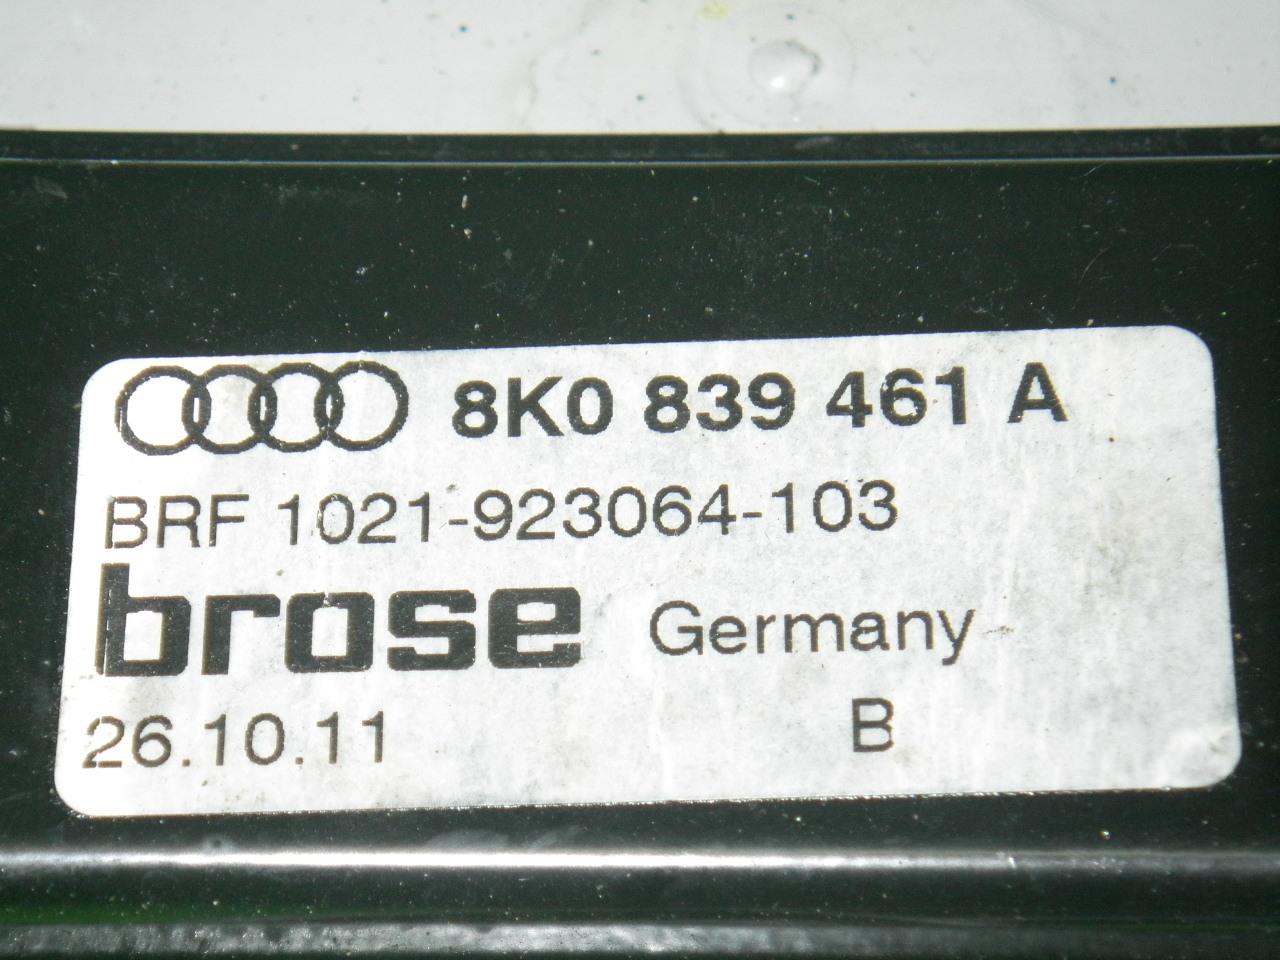 8K0 839 461 A
BRF 1021-923064-103
brose Germany
26.10.11 B